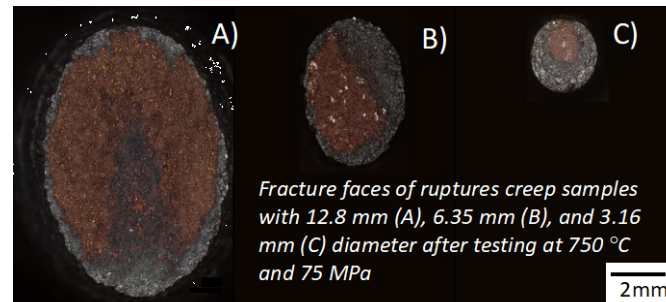 A)
B)
C)
Fracture faces of ruptures creep samples
with 12.8 mm (A), 6.35 mm (B), and 3.16
mm (C) diameter after testing at 750 °C
and 75 MPa
2mm